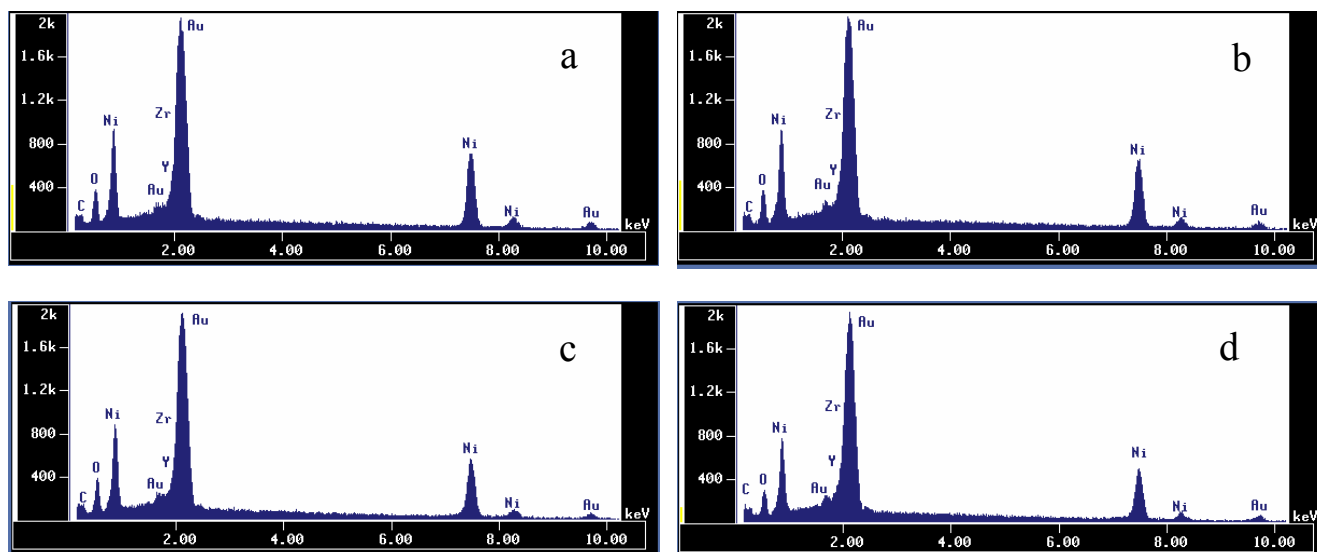 a
2k
1.6k
1.2k
800
400
C
O
Ni
Au
Y
Zr
Au
Ni
Ni
Au
keV
2.00
4.00
6.00
8.00
10.00
b
2k
1.6k
1.2k
800
400
C
O
Ni
Au
Y
Zr
Au
Ni
Ni
Au
keV
2.00
4.00
6.00
8.00
10.00
c
2k
1.6k
1.2k
800
400
C
O
Ni
Au
Y
Zr
Au
Ni
Ni
Au
keV
2.00
4.00
6.00
8.00
10.00
d
2k
1.6k
1.2k
800
400
C
O
Ni
Au
Y
Zr
Au
Ni
Ni
Au
keV
2.00
4.00
6.00
8.00
10.00